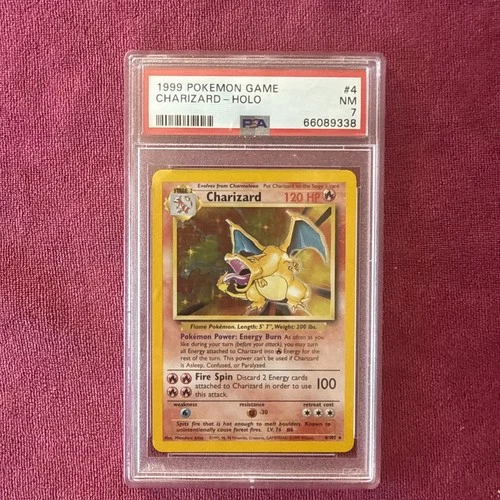 1999 POKEMON GAME #4
CHARIZARD - HOLO NM
7
PSA 66089338
Evolves from Charmeleon Put Charizard on the Stage 1 card
STAGE 2
Charizard 120 HP
Flame Pokémon. Length: 5' 7", Weight: 200 lbs.
Pokémon Power: Energy Burn As often as you
like during your turn (before your attack), you may turn
all Energy attached to Charizard into Energy for the
rest of the turn. This power can't be used if Charizard
is Asleep, Confused, or Paralyzed.
Fire Spin Discard 2 Energy cards
attached to Charizard in order to use 100
this attack.
weakness resistance retreat cost
-30
Spits fire that is hot enough to melt boulders. Known to
unintentionally cause forest fires. LV. 76 #6
Illus. Mitsuhiro Arita 4/102